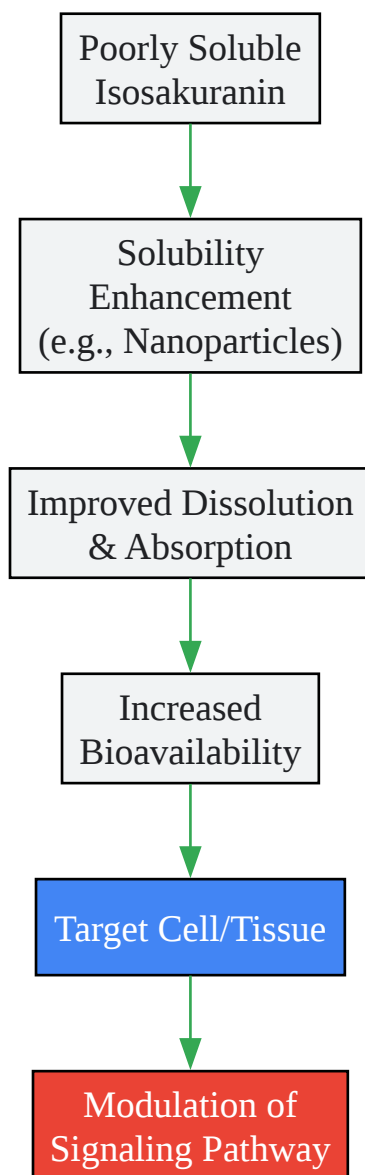 Poorly Soluble
Isosakuranin
Solubility
Enhancement
(e.g., Nanoparticles)
Improved Dissolution
& Absorption
Increased
Bioavailability
Target Cell/Tissue
Modulation of
Signaling Pathway